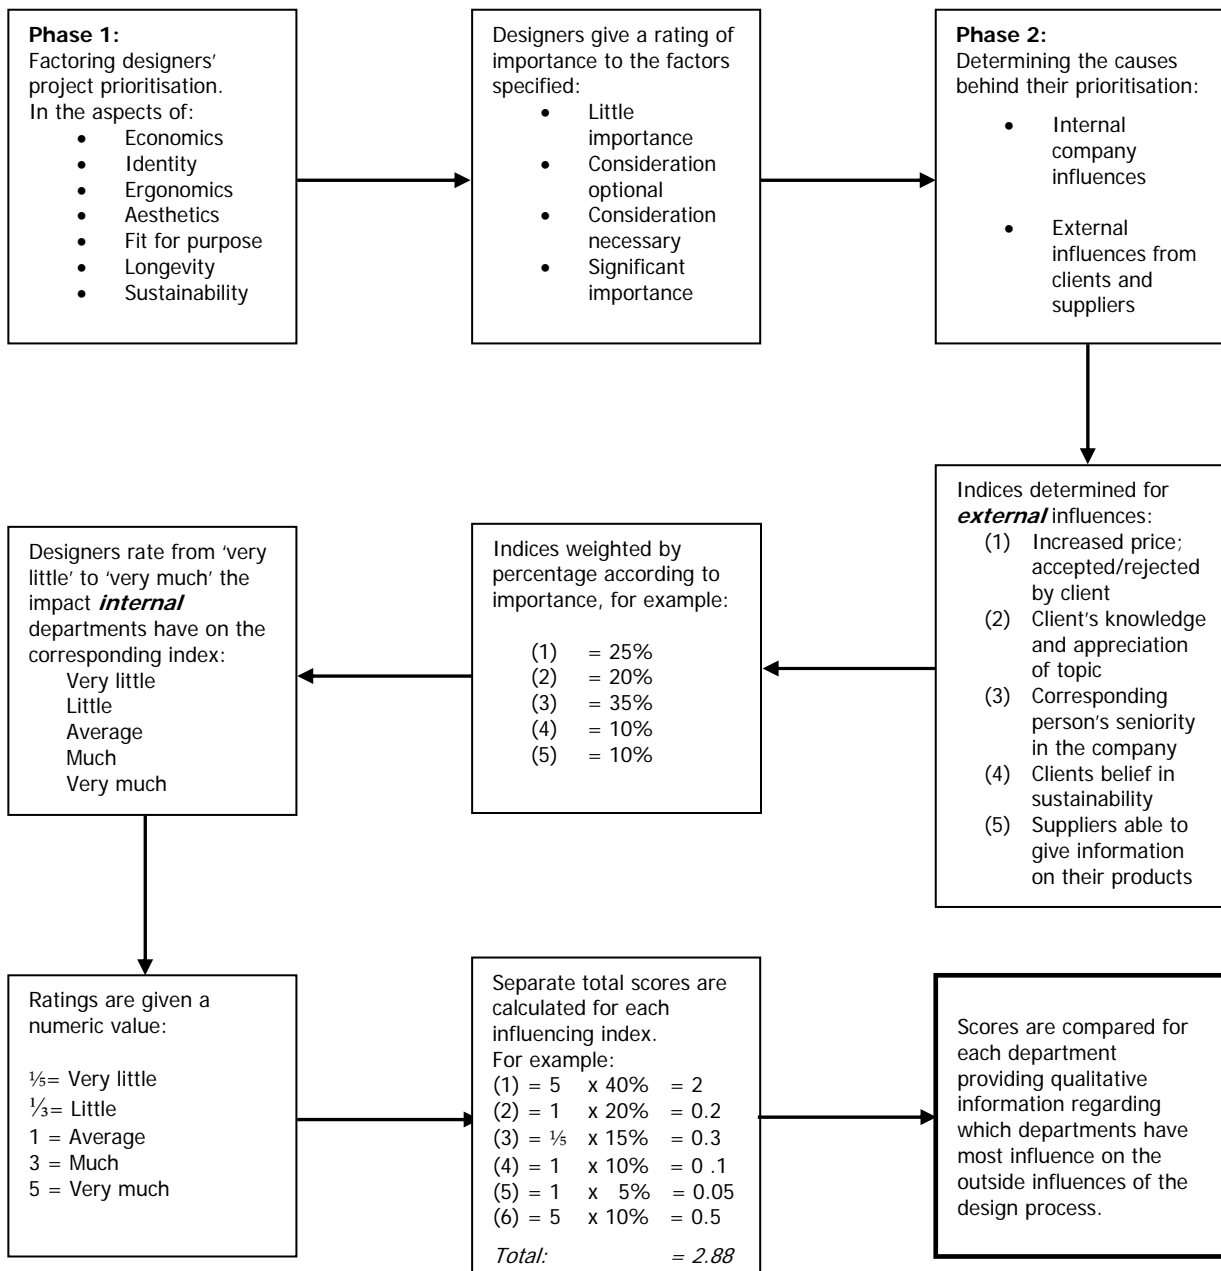 Phase 1:
Factoring designers'
project prioritisation.
In the aspects of:
• Economics
• Identity
• Ergonomics
• Aesthetics
• Fit for purpose
• Longevity
• Sustainability
Designers give a rating of
importance to the factors
specified:
• Little
importance
• Consideration
optional
• Consideration
necessary
• Significant
importance
Phase 2:
Determining the causes
behind their prioritisation:
• Internal
company
influences
• External
influences from
clients and
suppliers
Indices determined for
external influences:
(1) Increased price;
accepted/rejected
by client
(2) Client's knowledge
and appreciation
of topic
(3) Corresponding
person's seniority
in the company
(4) Clients belief in
sustainability
(5) Suppliers able to
give information
on their products
Indices weighted by
percentage according to
importance, for example:
(1) = 25%
(2) = 20%
(3) = 35%
(4) = 10%
(5) = 10%
Designers rate from 'very
little' to 'very much' the
impact internal
departments have on the
corresponding index:
Very little
Little
Average
Much
Very much
Ratings are given a
numeric value:
⅕= Very little
⅓= Little
1 = Average
3 = Much
5 = Very much
Separate total scores are
calculated for each
influencing index.
For example:
(1) = 5 x 40% = 2
(2) = 1 x 20% = 0.2
(3) = ⅕ x 15% = 0.3
(4) = 1 x 10% = 0 .1
(5) = 1 x 5% = 0.05
(6) = 5 x 10% = 0.5
Total: = 2.88
Scores are compared for
each department
providing qualitative
information regarding
which departments have
most influence on the
outside influences of the
design process.